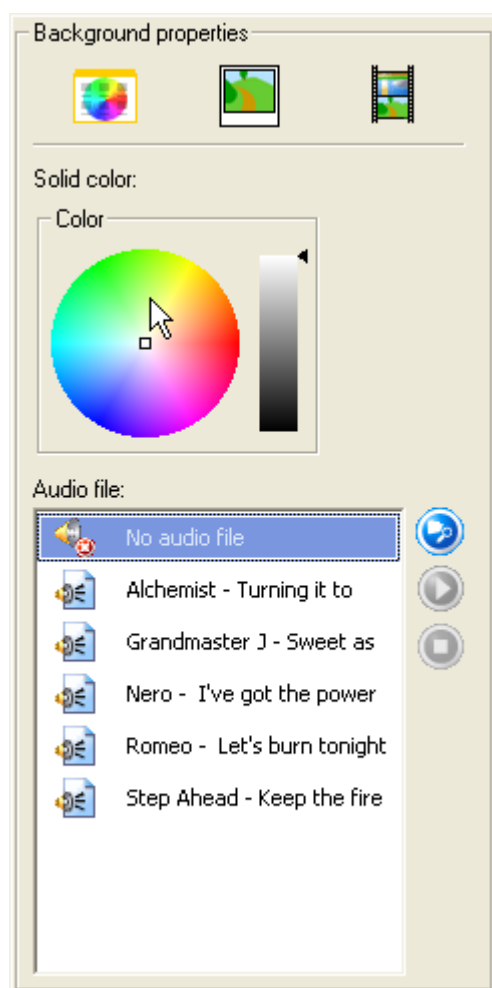 Background properties
Solid color:
Color
Audio file:
No audio file
Alchemist - Turning it to
Grandmaster J - Sweet as
Nero -  I've got the power
Romeo -  Let's burn tonight
Step Ahead - Keep the fire